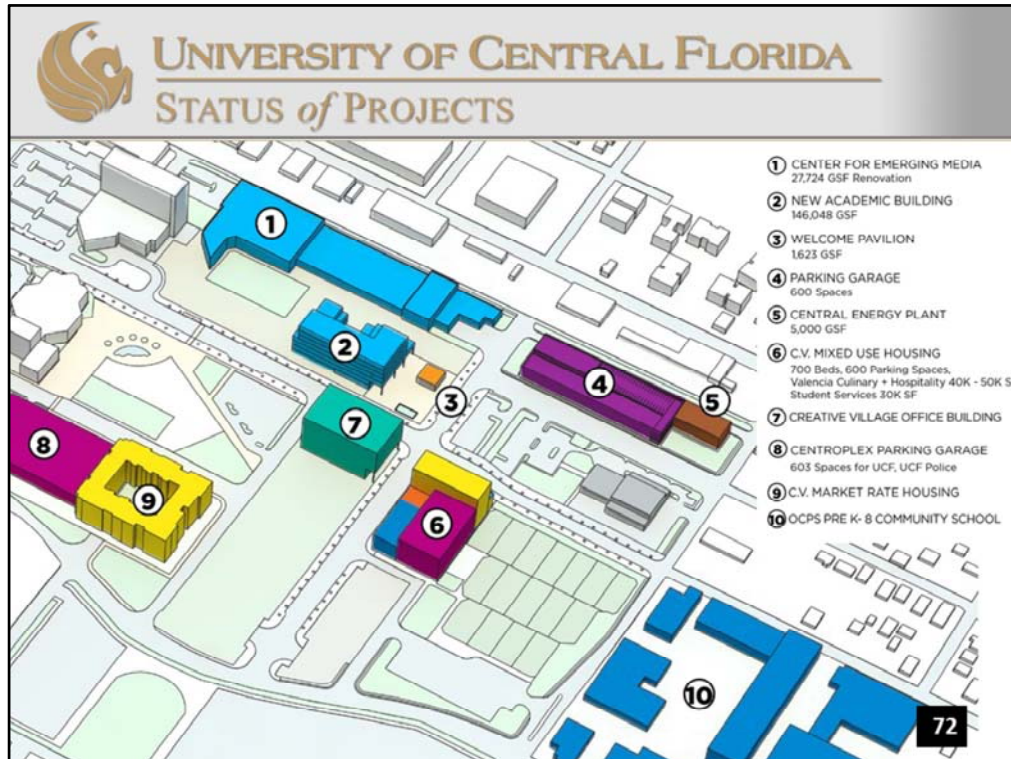 UNIVERSITY OF CENTRAL FLORIDA
STATUS of PROJECTS
1 CENTER FOR EMERGING MEDIA
27,724 GSF Renovation
2 NEW ACADEMIC BUILDING
146,048 GSF
3 WELCOME PAVILION
1,623 GSF
4 PARKING GARAGE
600 Spaces
5 CENTRAL ENERGY PLANT
5,000 GSF
6 C.V. MIXED USE HOUSING
700 Beds, 600 Parking Spaces,
Valencia Culinary + Hospitality 40K - 50K S
Student Services 30K SF
7 CREATIVE VILLAGE OFFICE BUILDING
8 CENTROPLEX PARKING GARAGE
603 Spaces for UCF, UCF Police
9 C.V. MARKET RATE HOUSING
10 OCPS PRE K- 8 COMMUNITY SCHOOL
1
2
3
4
5
6
7
8
9
10
72